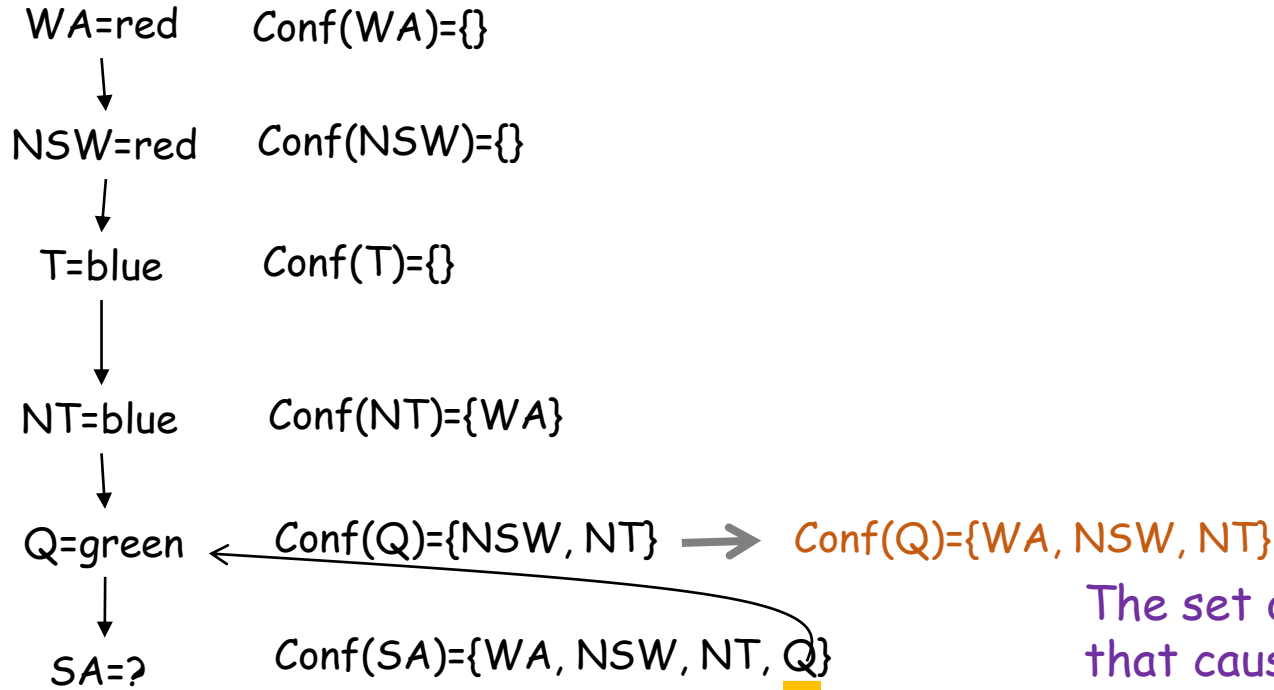 WA=red Conf(WA)={}
NSW=red Conf(NSW)={}
T=blue Conf(T)={}
NT=blue Conf(NT)={WA}
Q=green Conf(Q)={NSW, NT} Conf(Q)={WA, NSW, NT}
The set
that
SA=? Conf(SA)={WA, NSW, NT, Q}